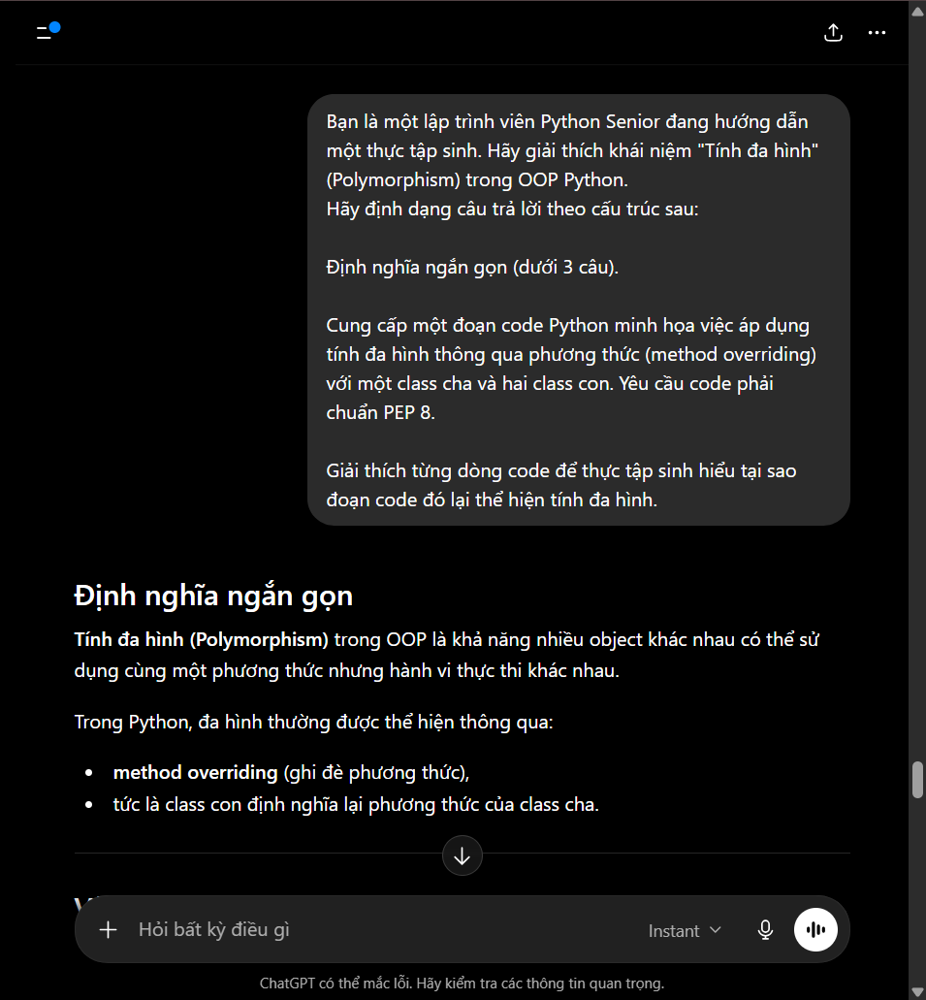 Bạn là một lập trình viên Python Senior đang hướng dẫn
một thực tập sinh. Hãy giải thích khái niệm "Tính đa hình"
(Polymorphism) trong OOP Python.
Hãy định dạng câu trả lời theo cấu trúc sau:
Định nghĩa ngắn gọn (dưới 3 câu).
Cung cấp một đoạn code Python minh họa việc áp dụng
tính đa hình thông qua phương thức (method overriding)
với một class cha và hai class con. Yêu cầu code phải
chuẩn PEP 8.
Giải thích từng dòng code để thực tập sinh hiểu tại sao
đoạn code đó lại thể hiện tính đa hình.
Định nghĩa ngắn gọn
Tính đa hình (Polymorphism) trong OOP là khả năng nhiều object khác nhau có thể sử
dụng cùng một phương thức nhưng hành vi thực thi khác nhau.
Trong Python, đa hình thường được thể hiện thông qua:
• method overriding (ghi đè phương thức),
• tức là class con định nghĩa lại phương thức của class cha.
Hỏi bất kỳ điều gì
Instant
ChatGPT có thể mắc lỗi. Hãy kiểm tra các thông tin quan trọng.